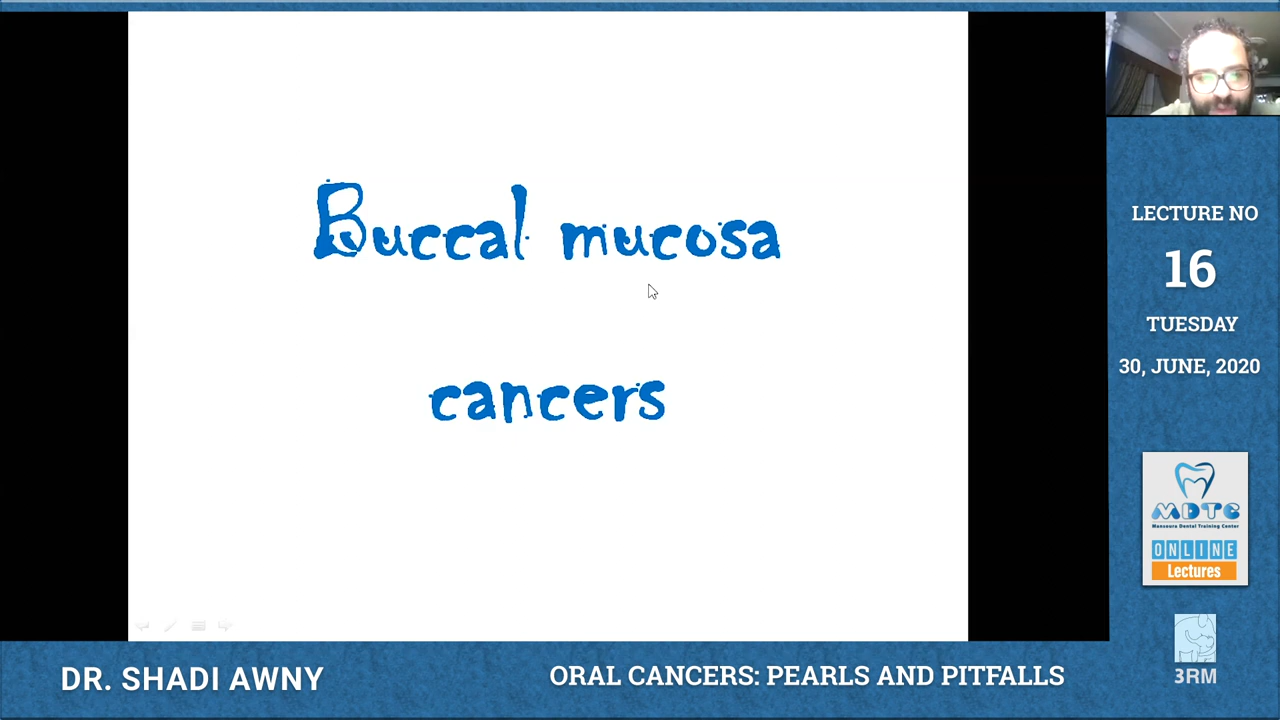 Buccal mucosa
cancers
LECTURE NO
16
TUESDAY
30, JUNE, 2020
MDTC
Mansoura Dental Training Center
ONLINE
Lectures
3RM
DR. SHADI AWNY
ORAL CANCERS: PEARLS AND PITFALLS